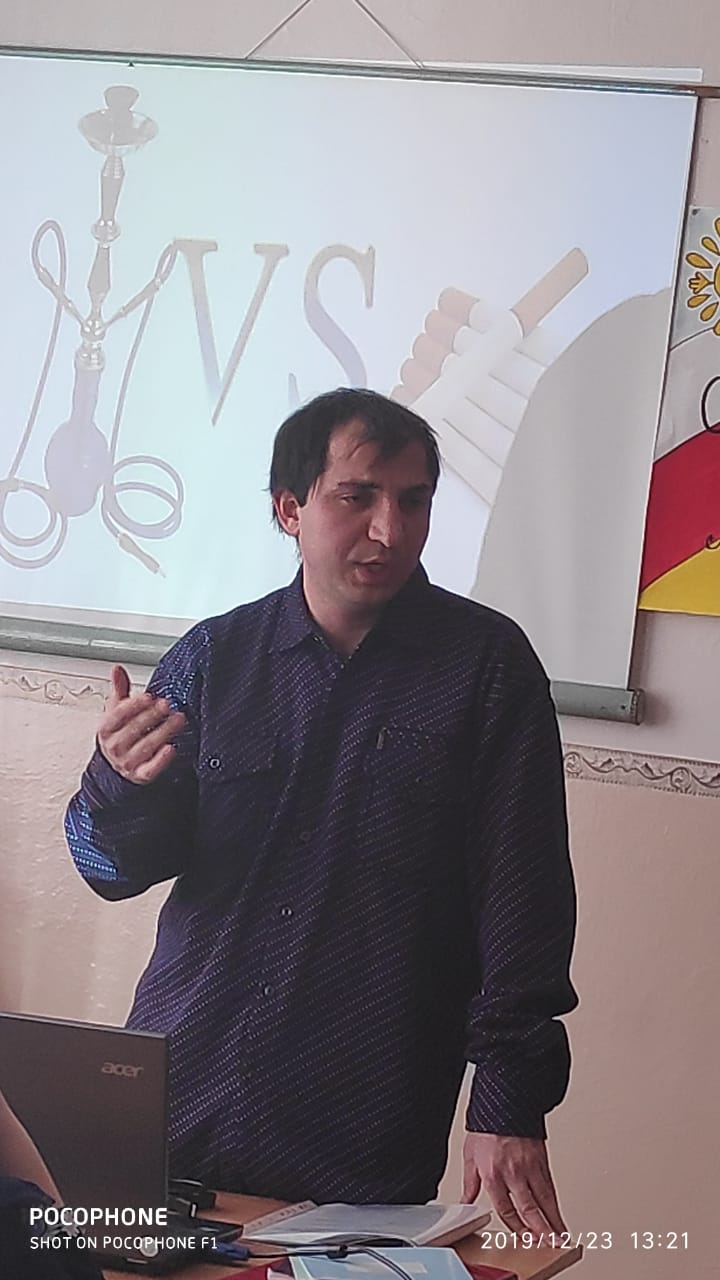 VS
acer
POCOPHONE
SHOT ON POCOPHONE F1
2019/12/23 13:21